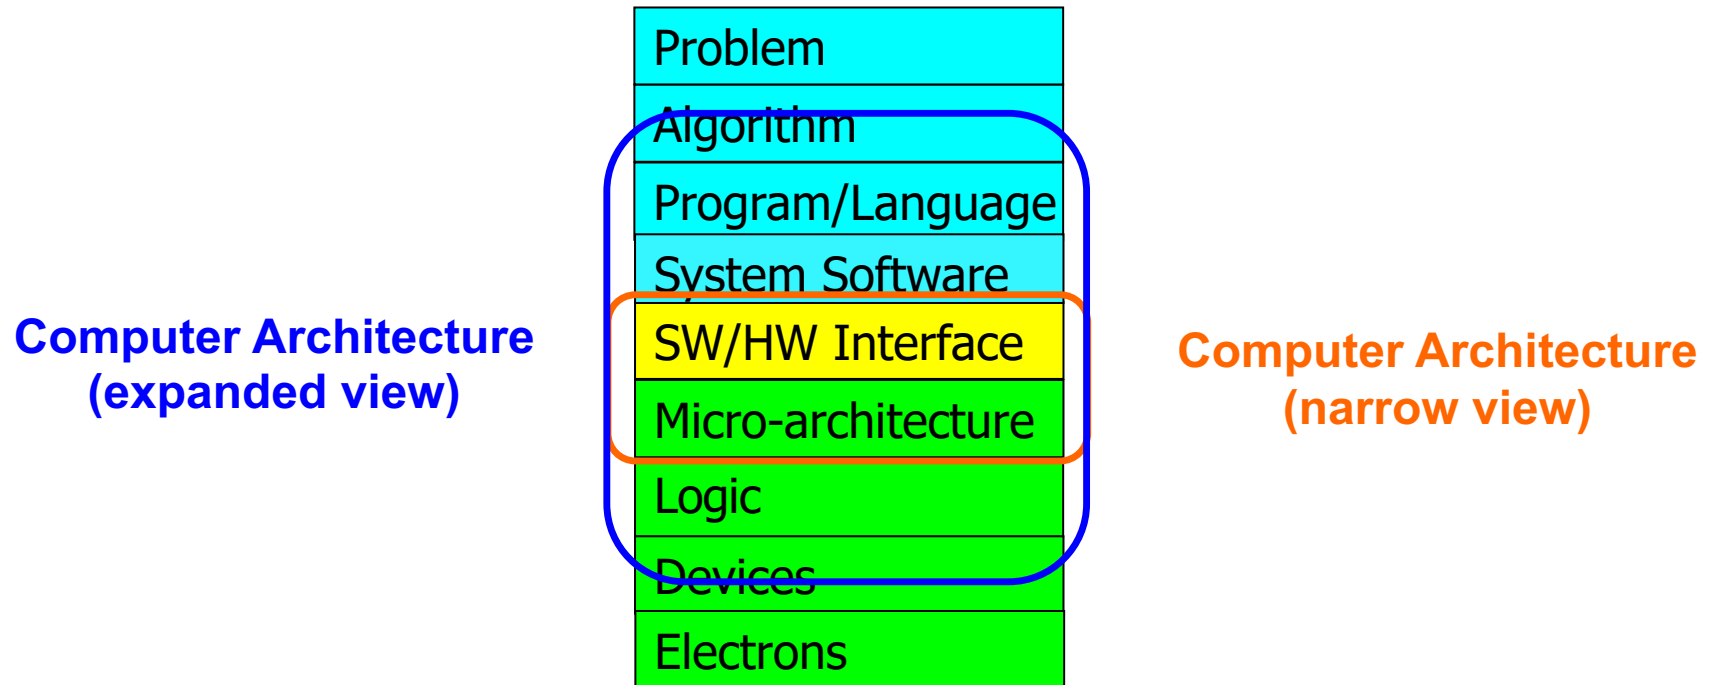 Problem
Algorithm
Program/Language
System Software
SW/HW Interface
Micro-architecture
Logic
Devices
Electrons
Computer Architecture
(expanded view)
Computer Architecture
(narrow view)